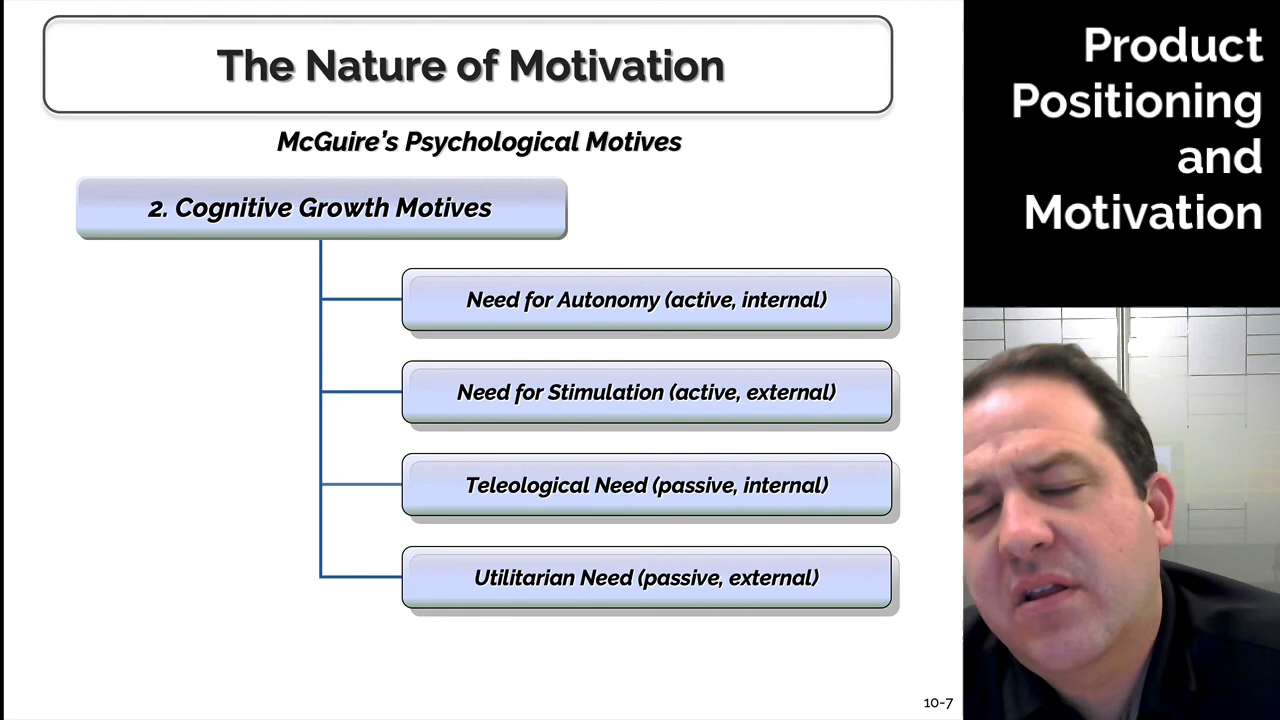 The Nature of Motivation
McGuire's Psychological Motives
2. Cognitive Growth Motives
Need for Autonomy (active, internal)
Need for Stimulation (active, external)
Teleological Need (passive, internal)
Utilitarian Need (passive, external)
10-7
Product
Positioning
and
Motivation